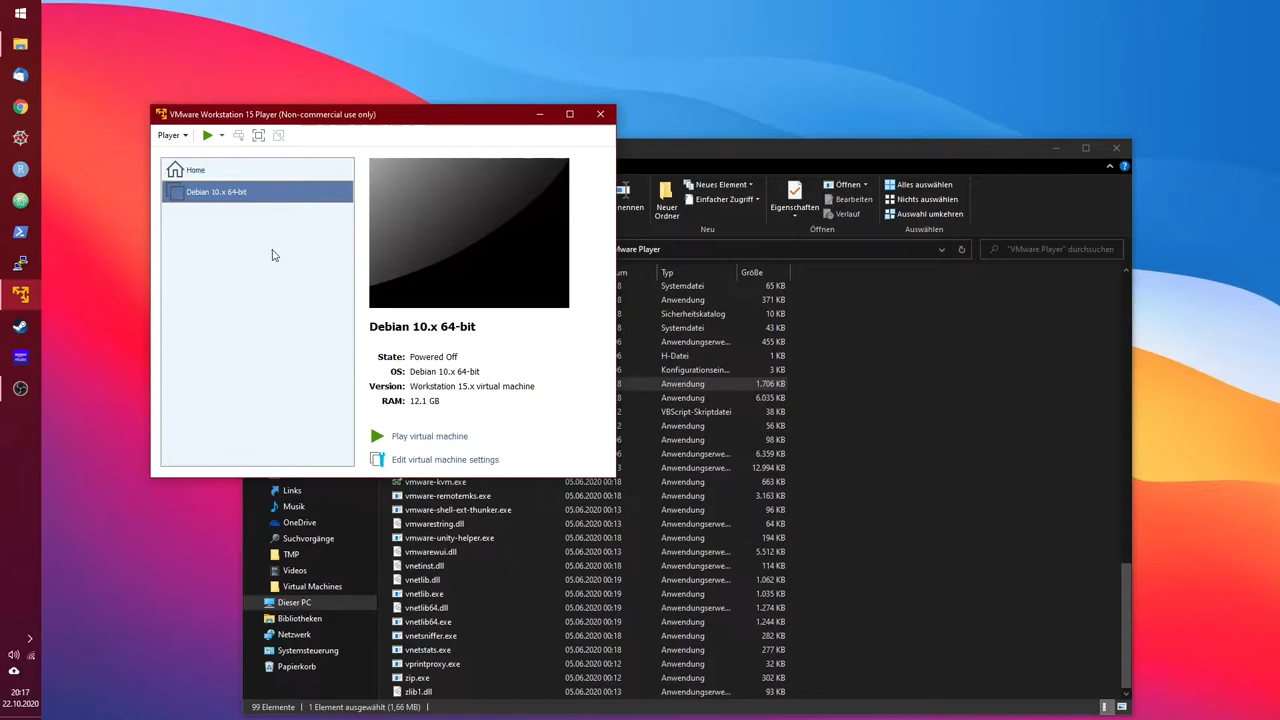 VMware Workstation 15 Player (Non-commercial use only)
Player
Home
Debian 10.x 64-bit
Debian 10.x 64-bit
State: Powered Off
OS: Debian 10.x 64-bit
Version: Workstation 15.x virtual machine
RAM: 12.1 GB
Play virtual machine
Edit virtual machine settings
Neuer
Ordner
Neues Element
Einfacher Zugriff
Neu
Eigenschaften
Öffnen
Bearbeiten
Verlauf
Öffnen
Alles auswählen
Nichts auswählen
Auswahl umkehren
Auswählen
Mware Player
"VMware Player" durchsuchen
Typ Größe
Systemdatei 65 KB
Anwendung 371 KB
Sicherheitskatalog 10 KB
Systemdatei 43 KB
Anwendungserwe... 455 KB
H-Datei 1 KB
Konfigurationsein... 3 KB
Anwendung 1.706 KB
Anwendung 6.035 KB
VBScript-Skriptdatei 38 KB
Anwendung 56 KB
Anwendung 98 KB
Anwendungserwe... 6.359 KB
Anwendungserwe... 12.994 KB
vmware-kvm.exe 05.06.2020 00:18 Anwendung 663 KB
vmware-remotemks.exe 05.06.2020 00:18 Anwendung 3.163 KB
vmware-shell-ext-thunker.exe 05.06.2020 00:13 Anwendung 96 KB
vmwarestring.dll 05.06.2020 00:13 Anwendungserwe... 64 KB
vmware-unity-helper.exe 05.06.2020 00:18 Anwendung 194 KB
vmwarewui.dll 05.06.2020 00:13 Anwendungserwe... 5.512 KB
vnetinst.dll 05.06.2020 00:18 Anwendungserwe... 114 KB
vnetlib.dll 05.06.2020 00:19 Anwendungserwe... 1.062 KB
vnetlib.exe 05.06.2020 00:19 Anwendung 1.035 KB
vnetlib64.dll 05.06.2020 00:19 Anwendungserwe... 1.274 KB
vnetlib64.exe 05.06.2020 00:19 Anwendung 1.244 KB
vnetsniffer.exe 05.06.2020 00:18 Anwendung 282 KB
vnetstats.exe 05.06.2020 00:18 Anwendung 277 KB
vprintproxy.exe 05.06.2020 00:12 Anwendung 32 KB
zip.exe 05.06.2020 00:12 Anwendung 302 KB
zlib1.dll 05.06.2020 00:13 Anwendungserwe... 93 KB
Links
Musik
OneDrive
Suchvorgänge
TMP
Videos
Virtual Machines
Dieser PC
Bibliotheken
Netzwerk
Systemsteuerung
Papierkorb
99 Elemente
1 Element ausgewählt (1,66 MB)
20:17
22.10.2020